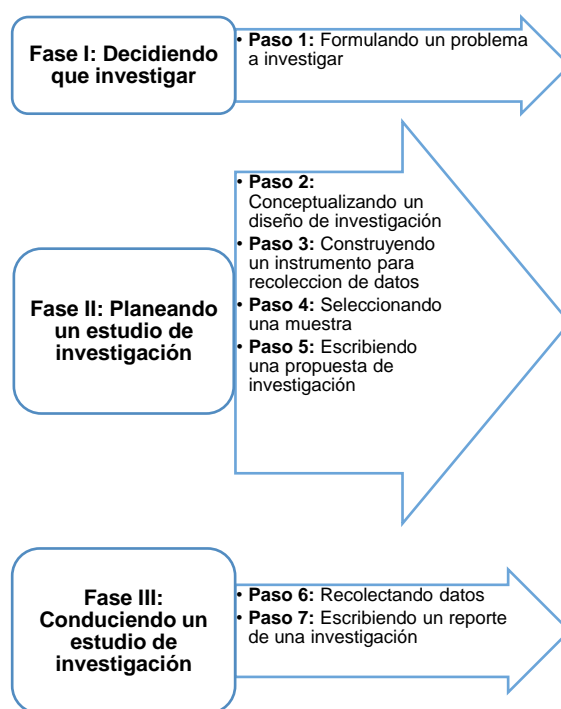 Fase I: Decidiendo
que investigar
• Paso 1: Formulando un problema
a investigar
Fase II: Planeando
un estudio de
investigación
• Paso 2:
Conceptualizando un
diseño de investigación
• Paso 3: Construyendo
un instrumento para
recoleccion de datos
• Paso 4: Seleccionando
una muestra
• Paso 5: Escribiendo
una propuesta de
investigación
Fase III:
Conduciendo un
estudio de
investigación
• Paso 6: Recolectando datos
• Paso 7: Escribiendo un reporte
de una investigación